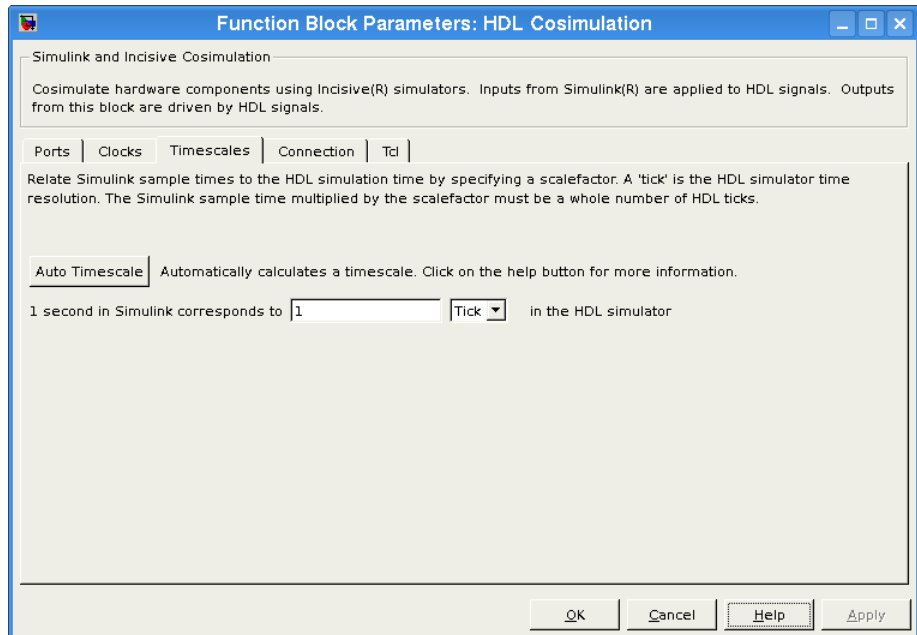 Function Block Parameters: HDL Cosimulation
Simulink and Incisive Cosimulation
Cosimulate hardware components using Incisive(R) simulators.  Inputs from Simulink(R) are applied to HDL signals.  Outputs
from this block are driven by HDL signals.
Ports Clocks Timescales Connection Tcl
Relate Simulink sample times to the HDL simulation time by specifying a scalefactor. A 'tick' is the HDL simulator time
resolution. The Simulink sample time multiplied by the scalefactor must be a whole number of HDL ticks.
Auto Timescale Automatically calculates a timescale. Click on the help button for more information.
1 second in Simulink corresponds to 1 Tick in the HDL simulator
OK Cancel Help Apply